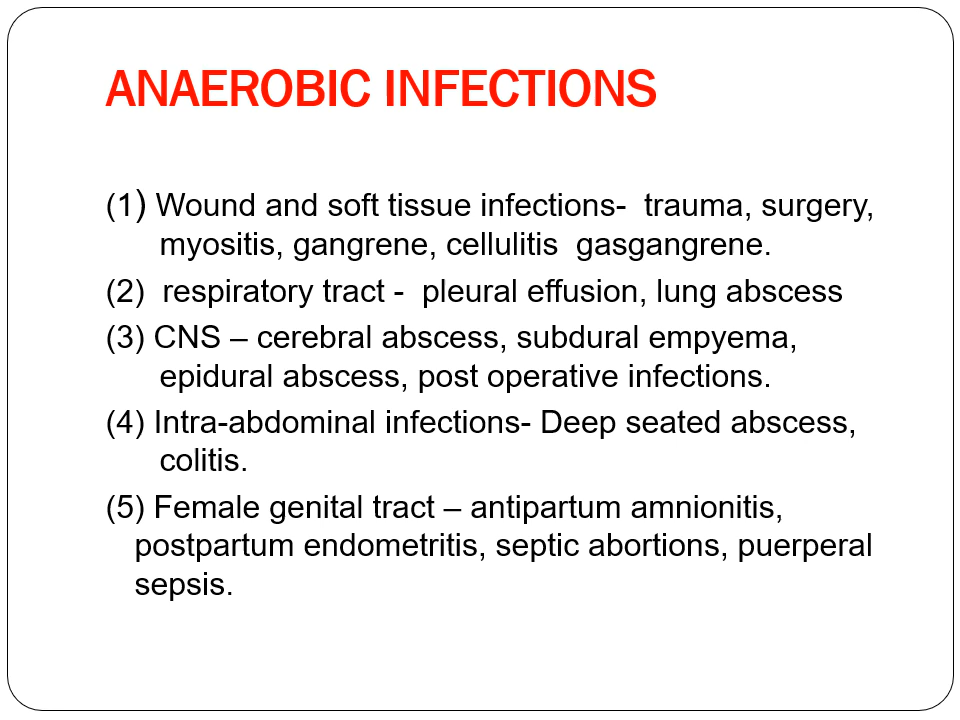 ANAEROBIC INFECTIONS
(1) Wound and soft tissue infections-  trauma, surgery,
myositis, gangrene, cellulitis  gasgangrene.
(2)  respiratory tract -  pleural effusion, lung abscess
(3) CNS – cerebral abscess, subdural empyema,
epidural abscess, post operative infections.
(4) Intra-abdominal infections- Deep seated abscess,
colitis.
(5) Female genital tract – antipartum amnionitis,
postpartum endometritis, septic abortions, puerperal
sepsis.